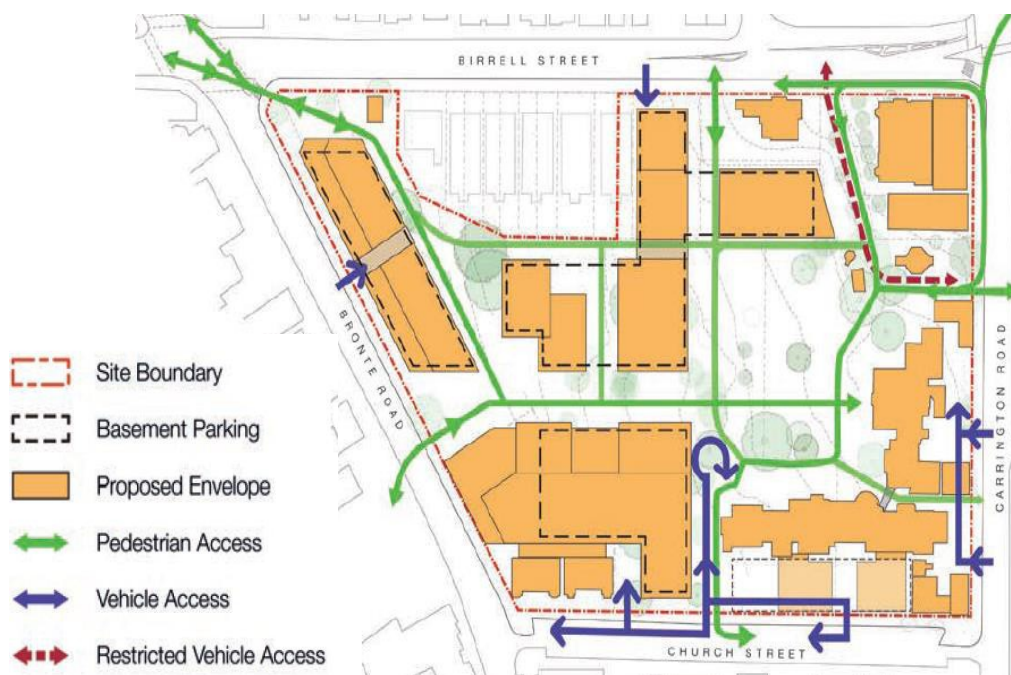 BIRRELL STREET
BRONTE ROAD
CARRINGTON ROAD
Site Boundary
Basement Parking
Proposed Envelope
Pedestrian Access
Vehicle Access
Restricted Vehicle Access
CHURCH STREET